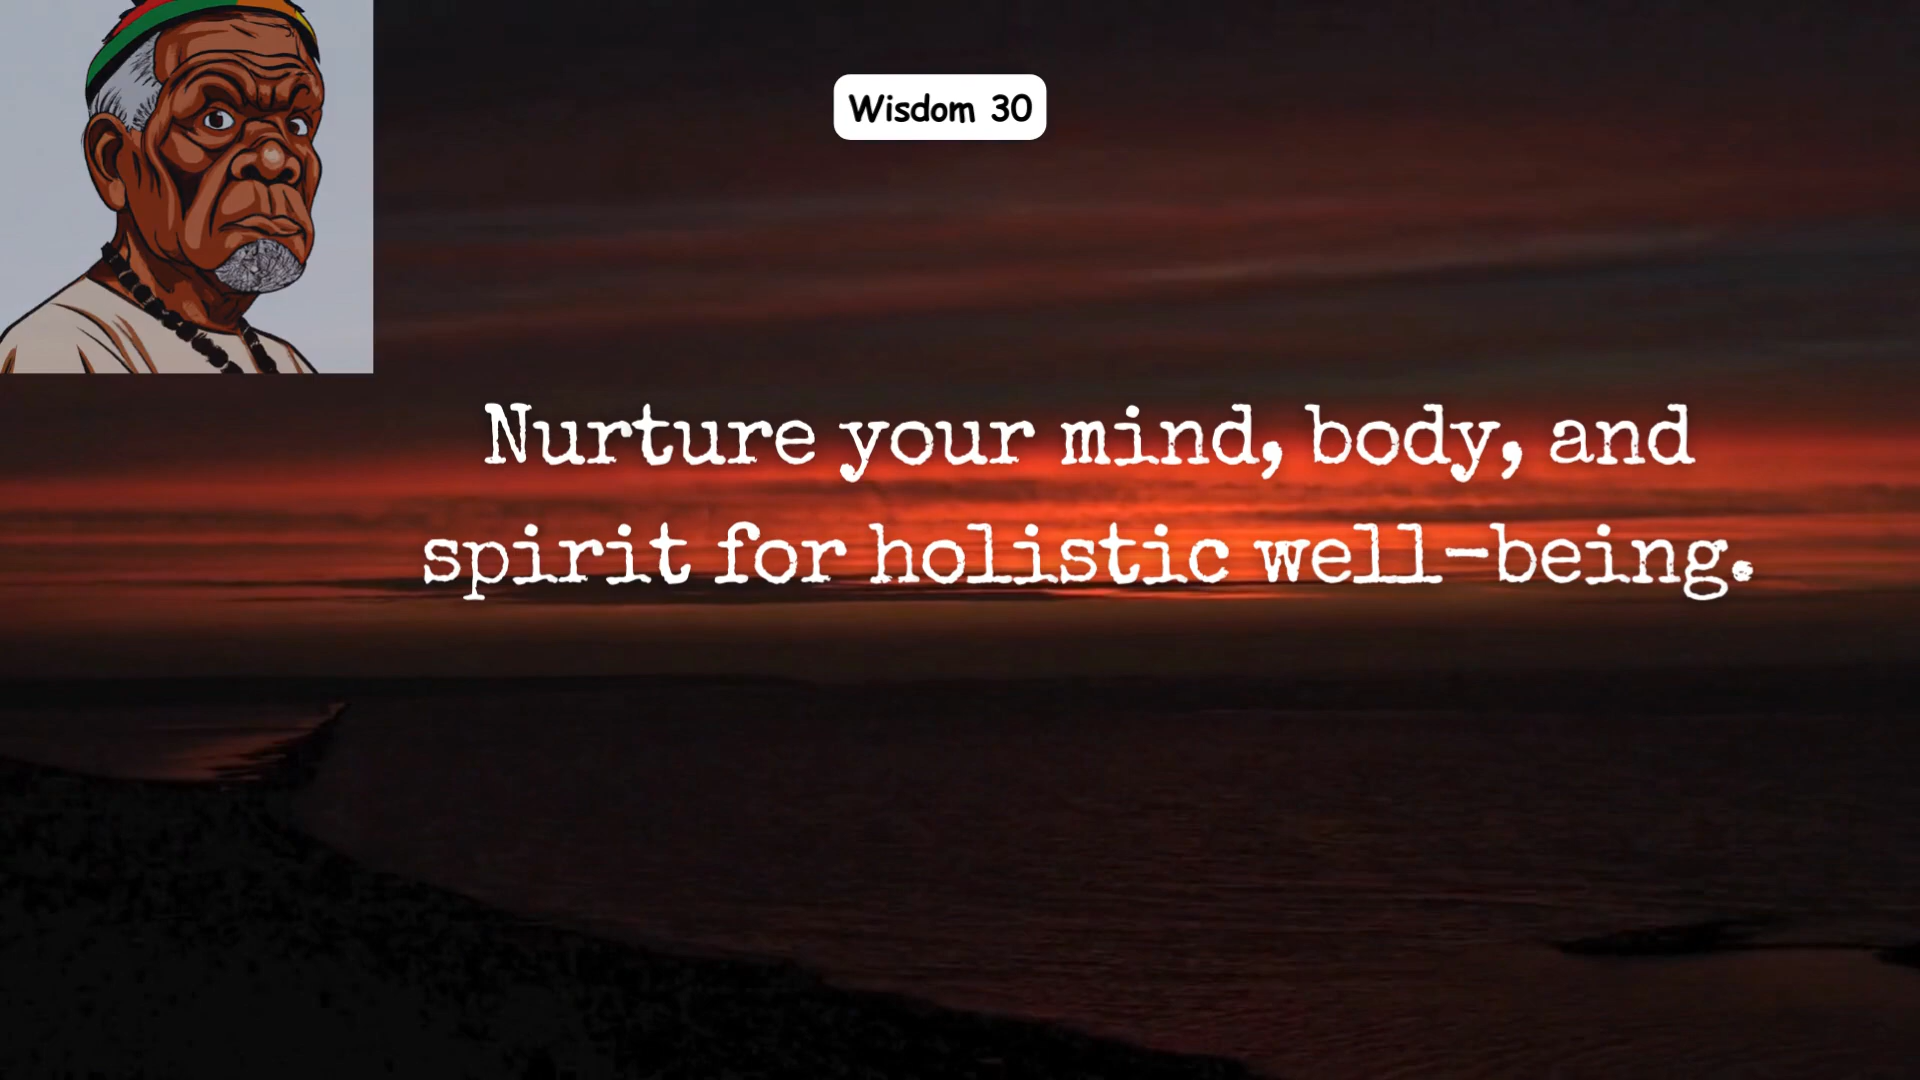 Wisdom 30
Nurture your mind, body, and
spirit for holistic well-being.